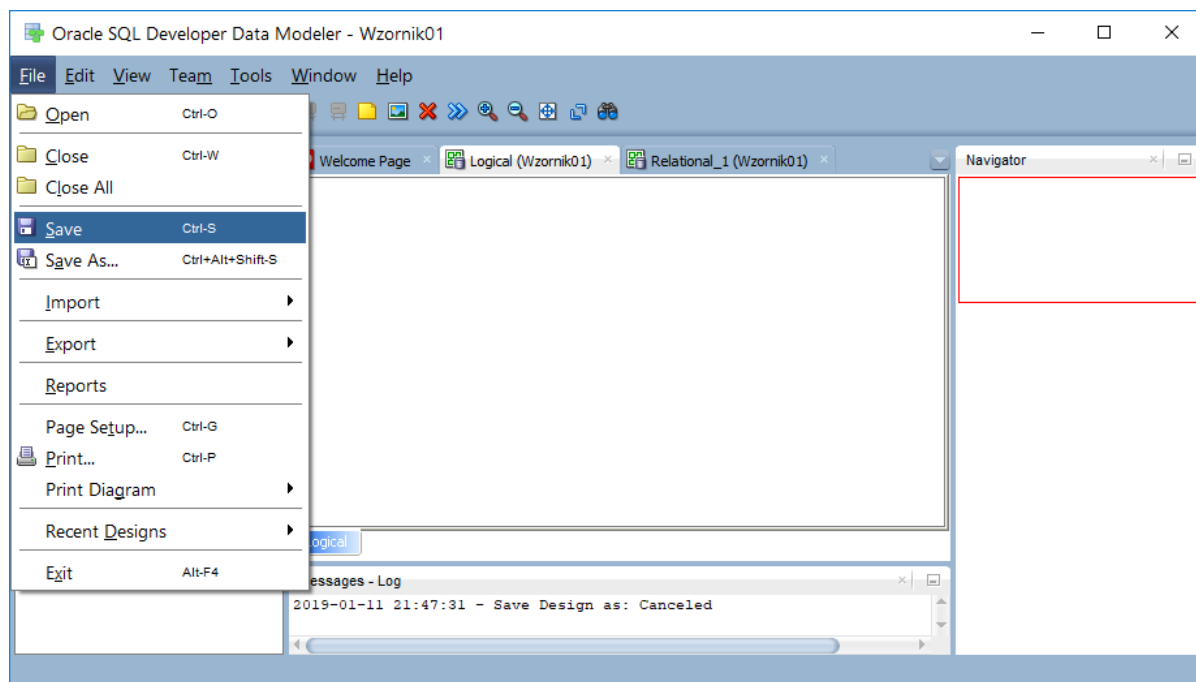 Oracle SQL Developer Data Modeler - Wzornik01
File Edit View Team Tools Window Help
Open Ctrl-O
Close Ctrl-W
Close All
Save Ctrl-S
Save As... Ctrl+Alt+Shift-S
Import
Export
Reports
Page Setup... Ctrl-G
Print... Ctrl-P
Print Diagram
Recent Designs
Exit Alt-F4
Welcome Page Logical (Wzornik01) Relational_1 (Wzornik01)
Navigator
ogical
essages - Log
2019-01-11 21:47:31 - Save Design as: Canceled